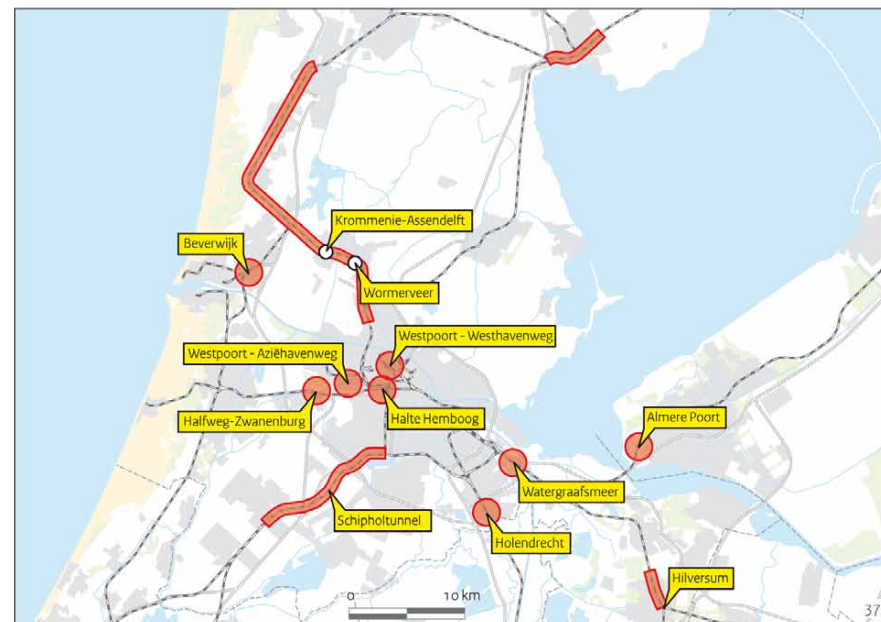 Krommenie-Assendelft
Beverwijk
Wormerveer
Westpoort - Westhavenweg
Westpoort - Aziëhavenweg
Halfweg-Zwanenburg
Halte Hemboog
Almere Poort
Watergraafsmeer
Schipholtunnel
Holendrecht
Hilversum
0 10 km
37